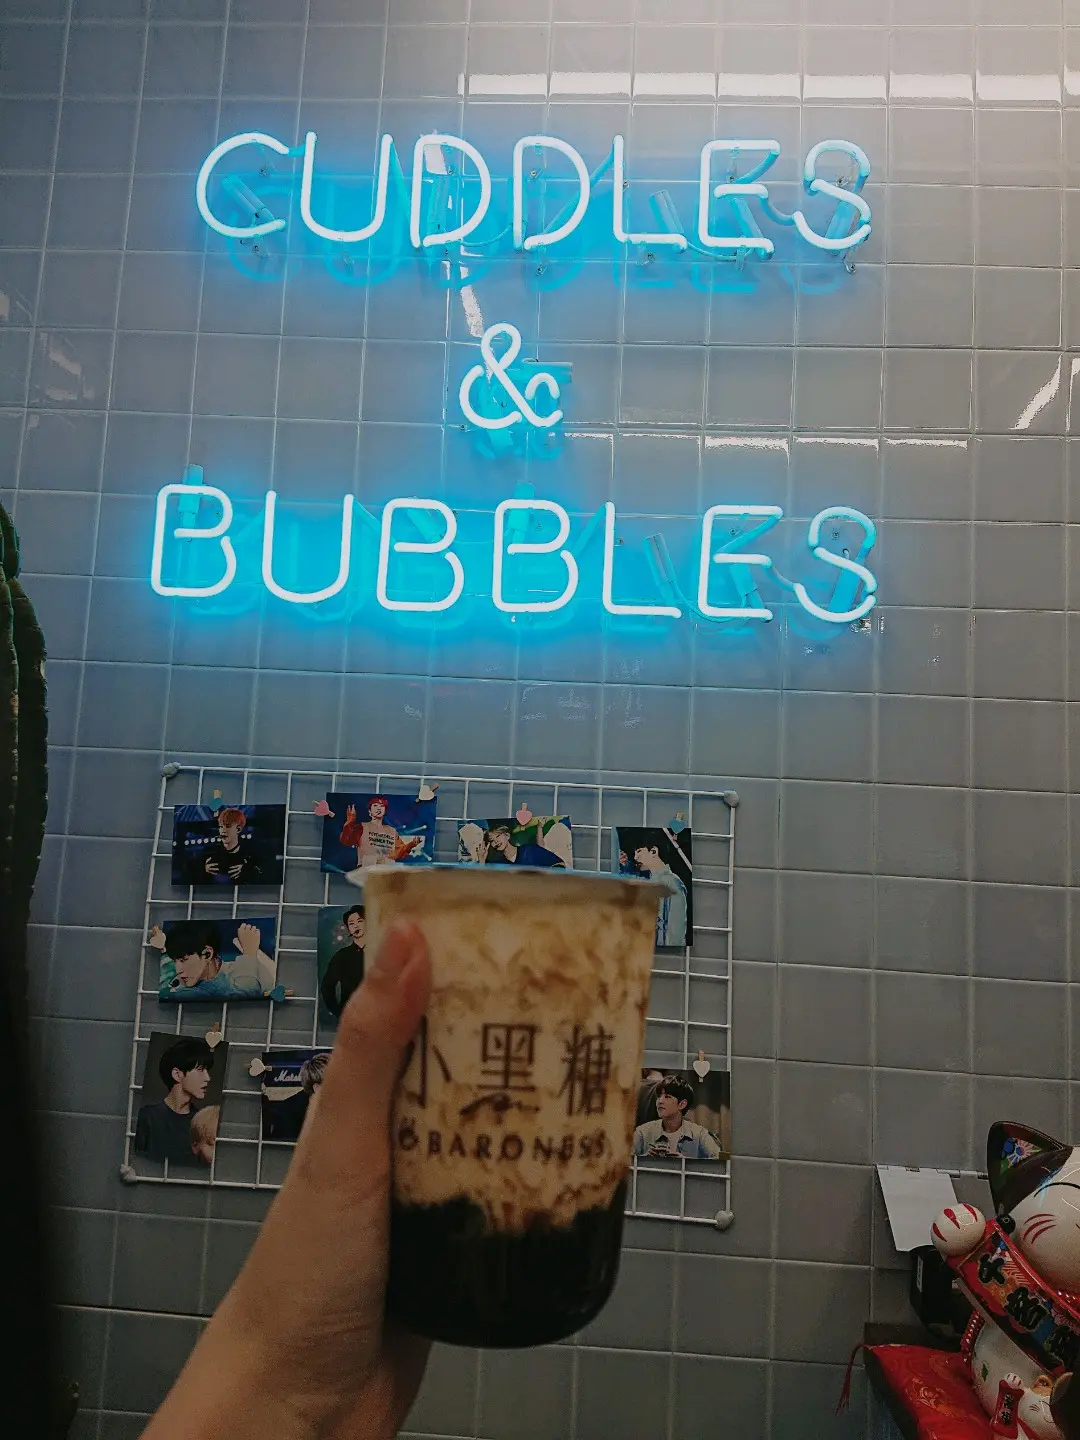 CUDDLES
&
BUBBLES
小黑糖
BARONESS